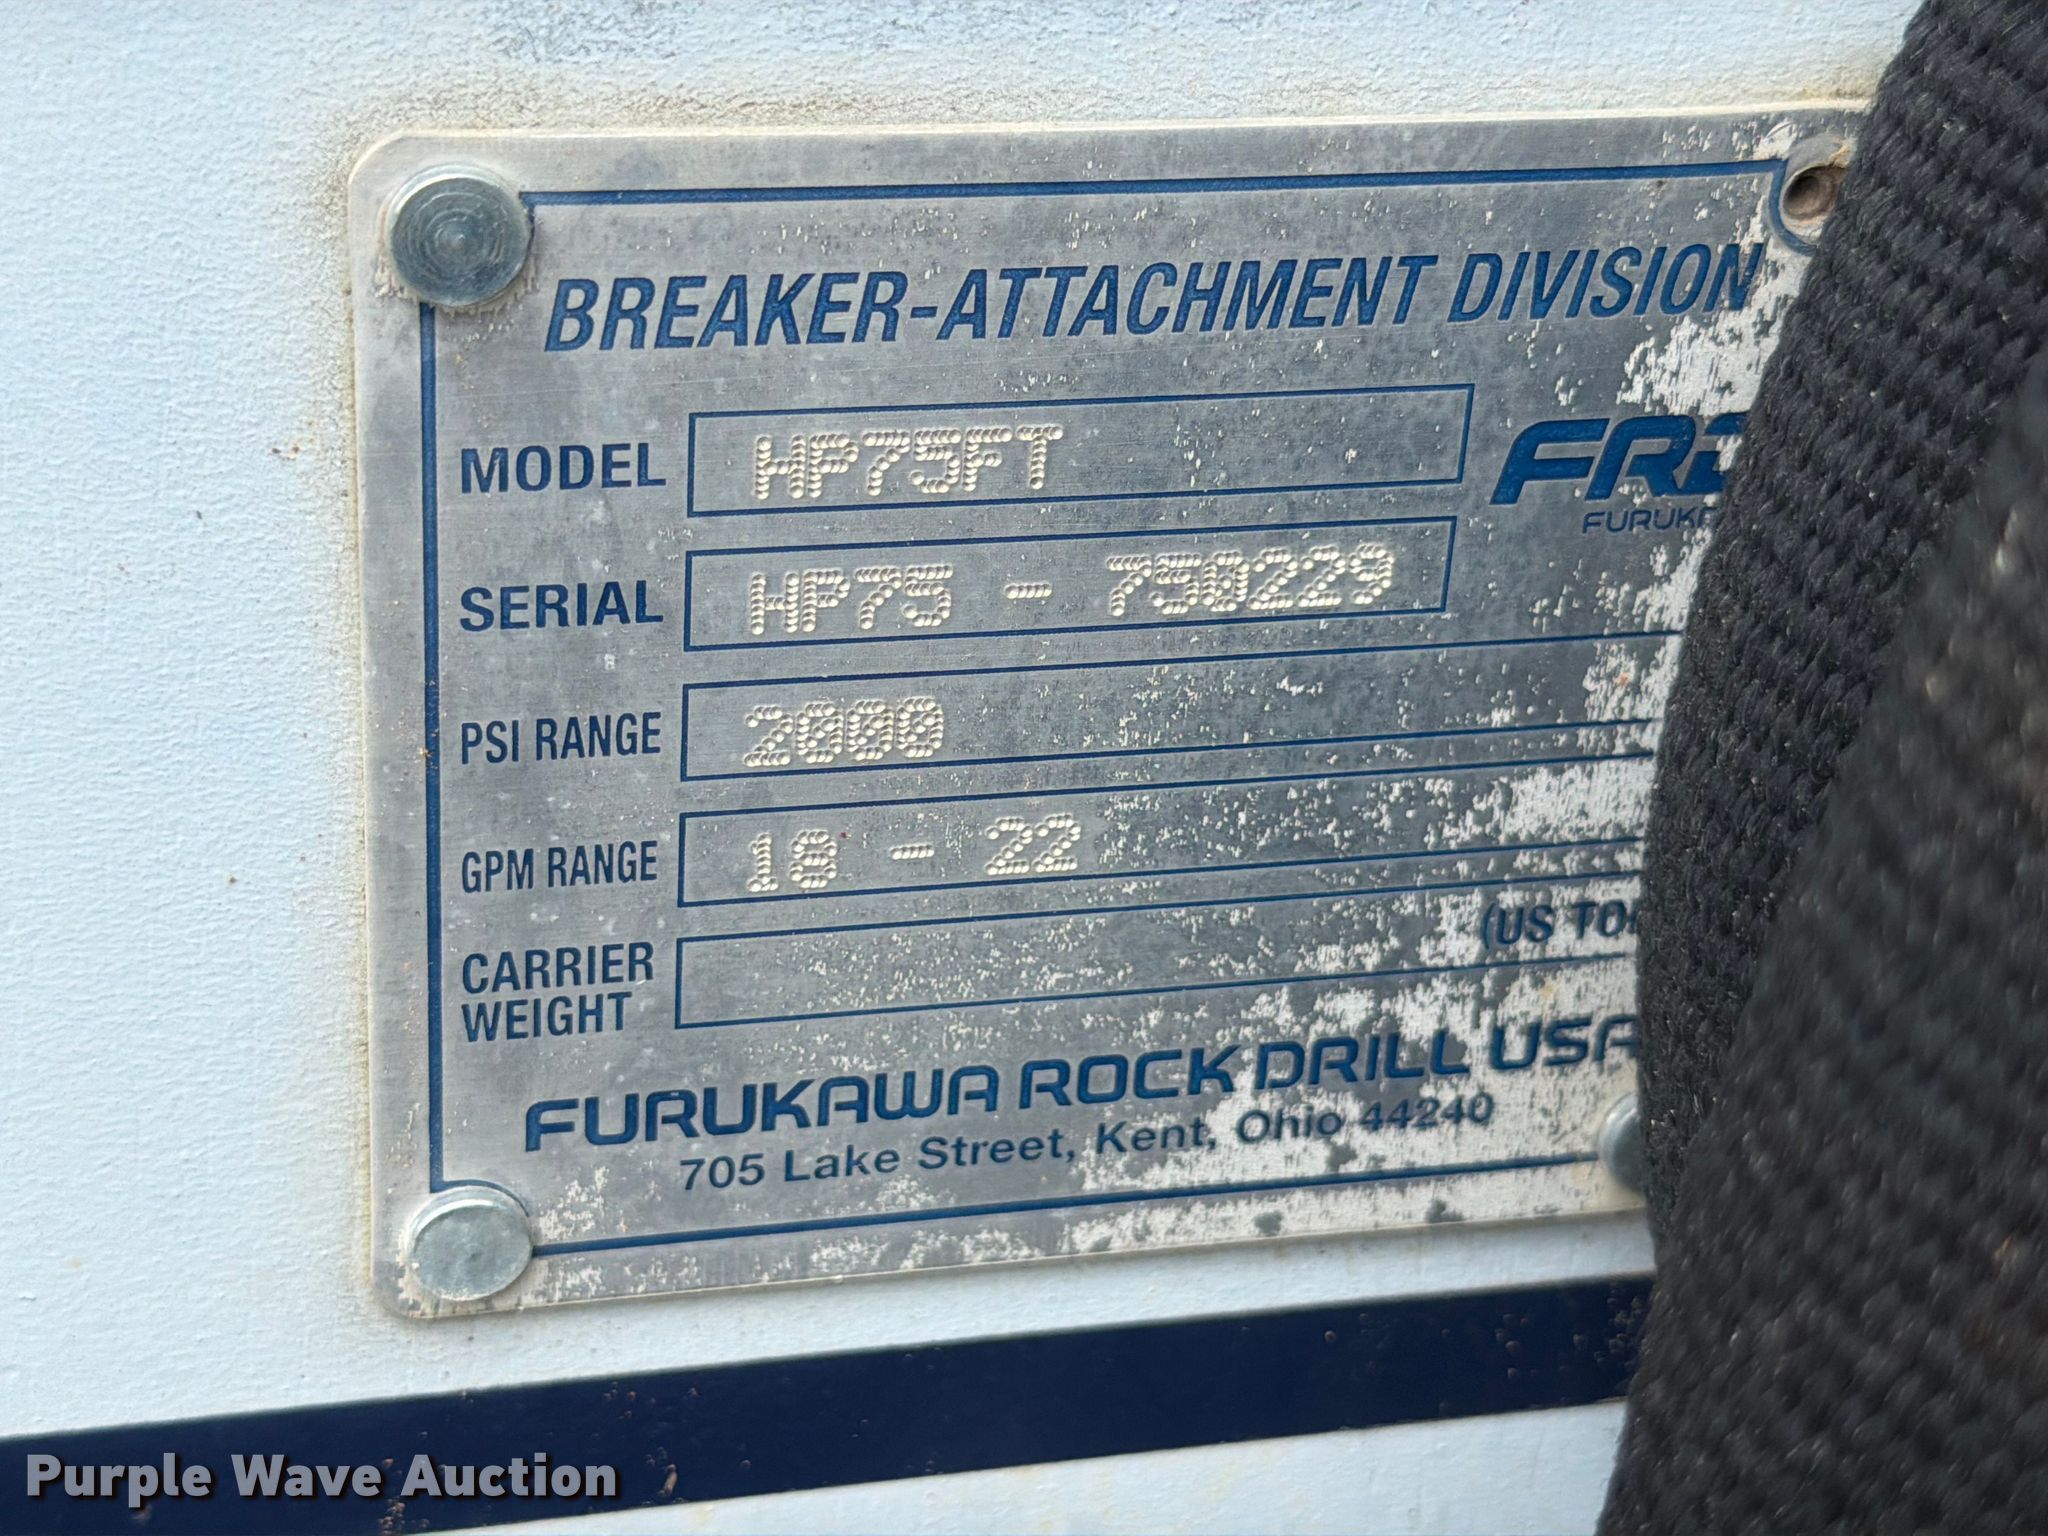 BREAKER-ATTACHMENT DIVISION
MODEL HP75FT
SERIAL HP75 - 750229
PSI RANGE 2000
GPM RANGE 18 - 22
CARRIER
WEIGHT
(US
FURUKAWA ROCK DRILL USA
705 Lake Street, Kent, Ohio 44240
Purple Wave Auction